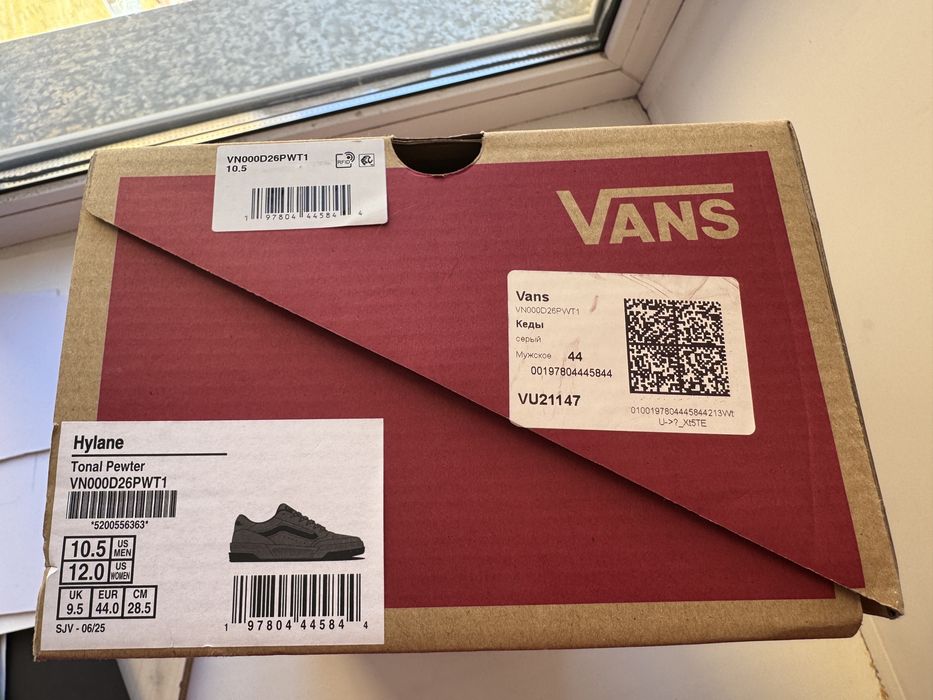 VN000D26PWT1
10.5
RFID
1 97804 44584 4
VANS
Vans
VN000D26PWT1
Кеды
серый
Мужское 44
00197804445844
VU21147
0100197804445844213Wt
U->?_Xt5TE
Hylane
Tonal Pewter
VN000D26PWT1
*5200556363*
10.5 US MEN
12.0 US WOMEN
UK EUR CM
9.5 44.0 28.5
SJV - 06/25
1 97804 44584 4